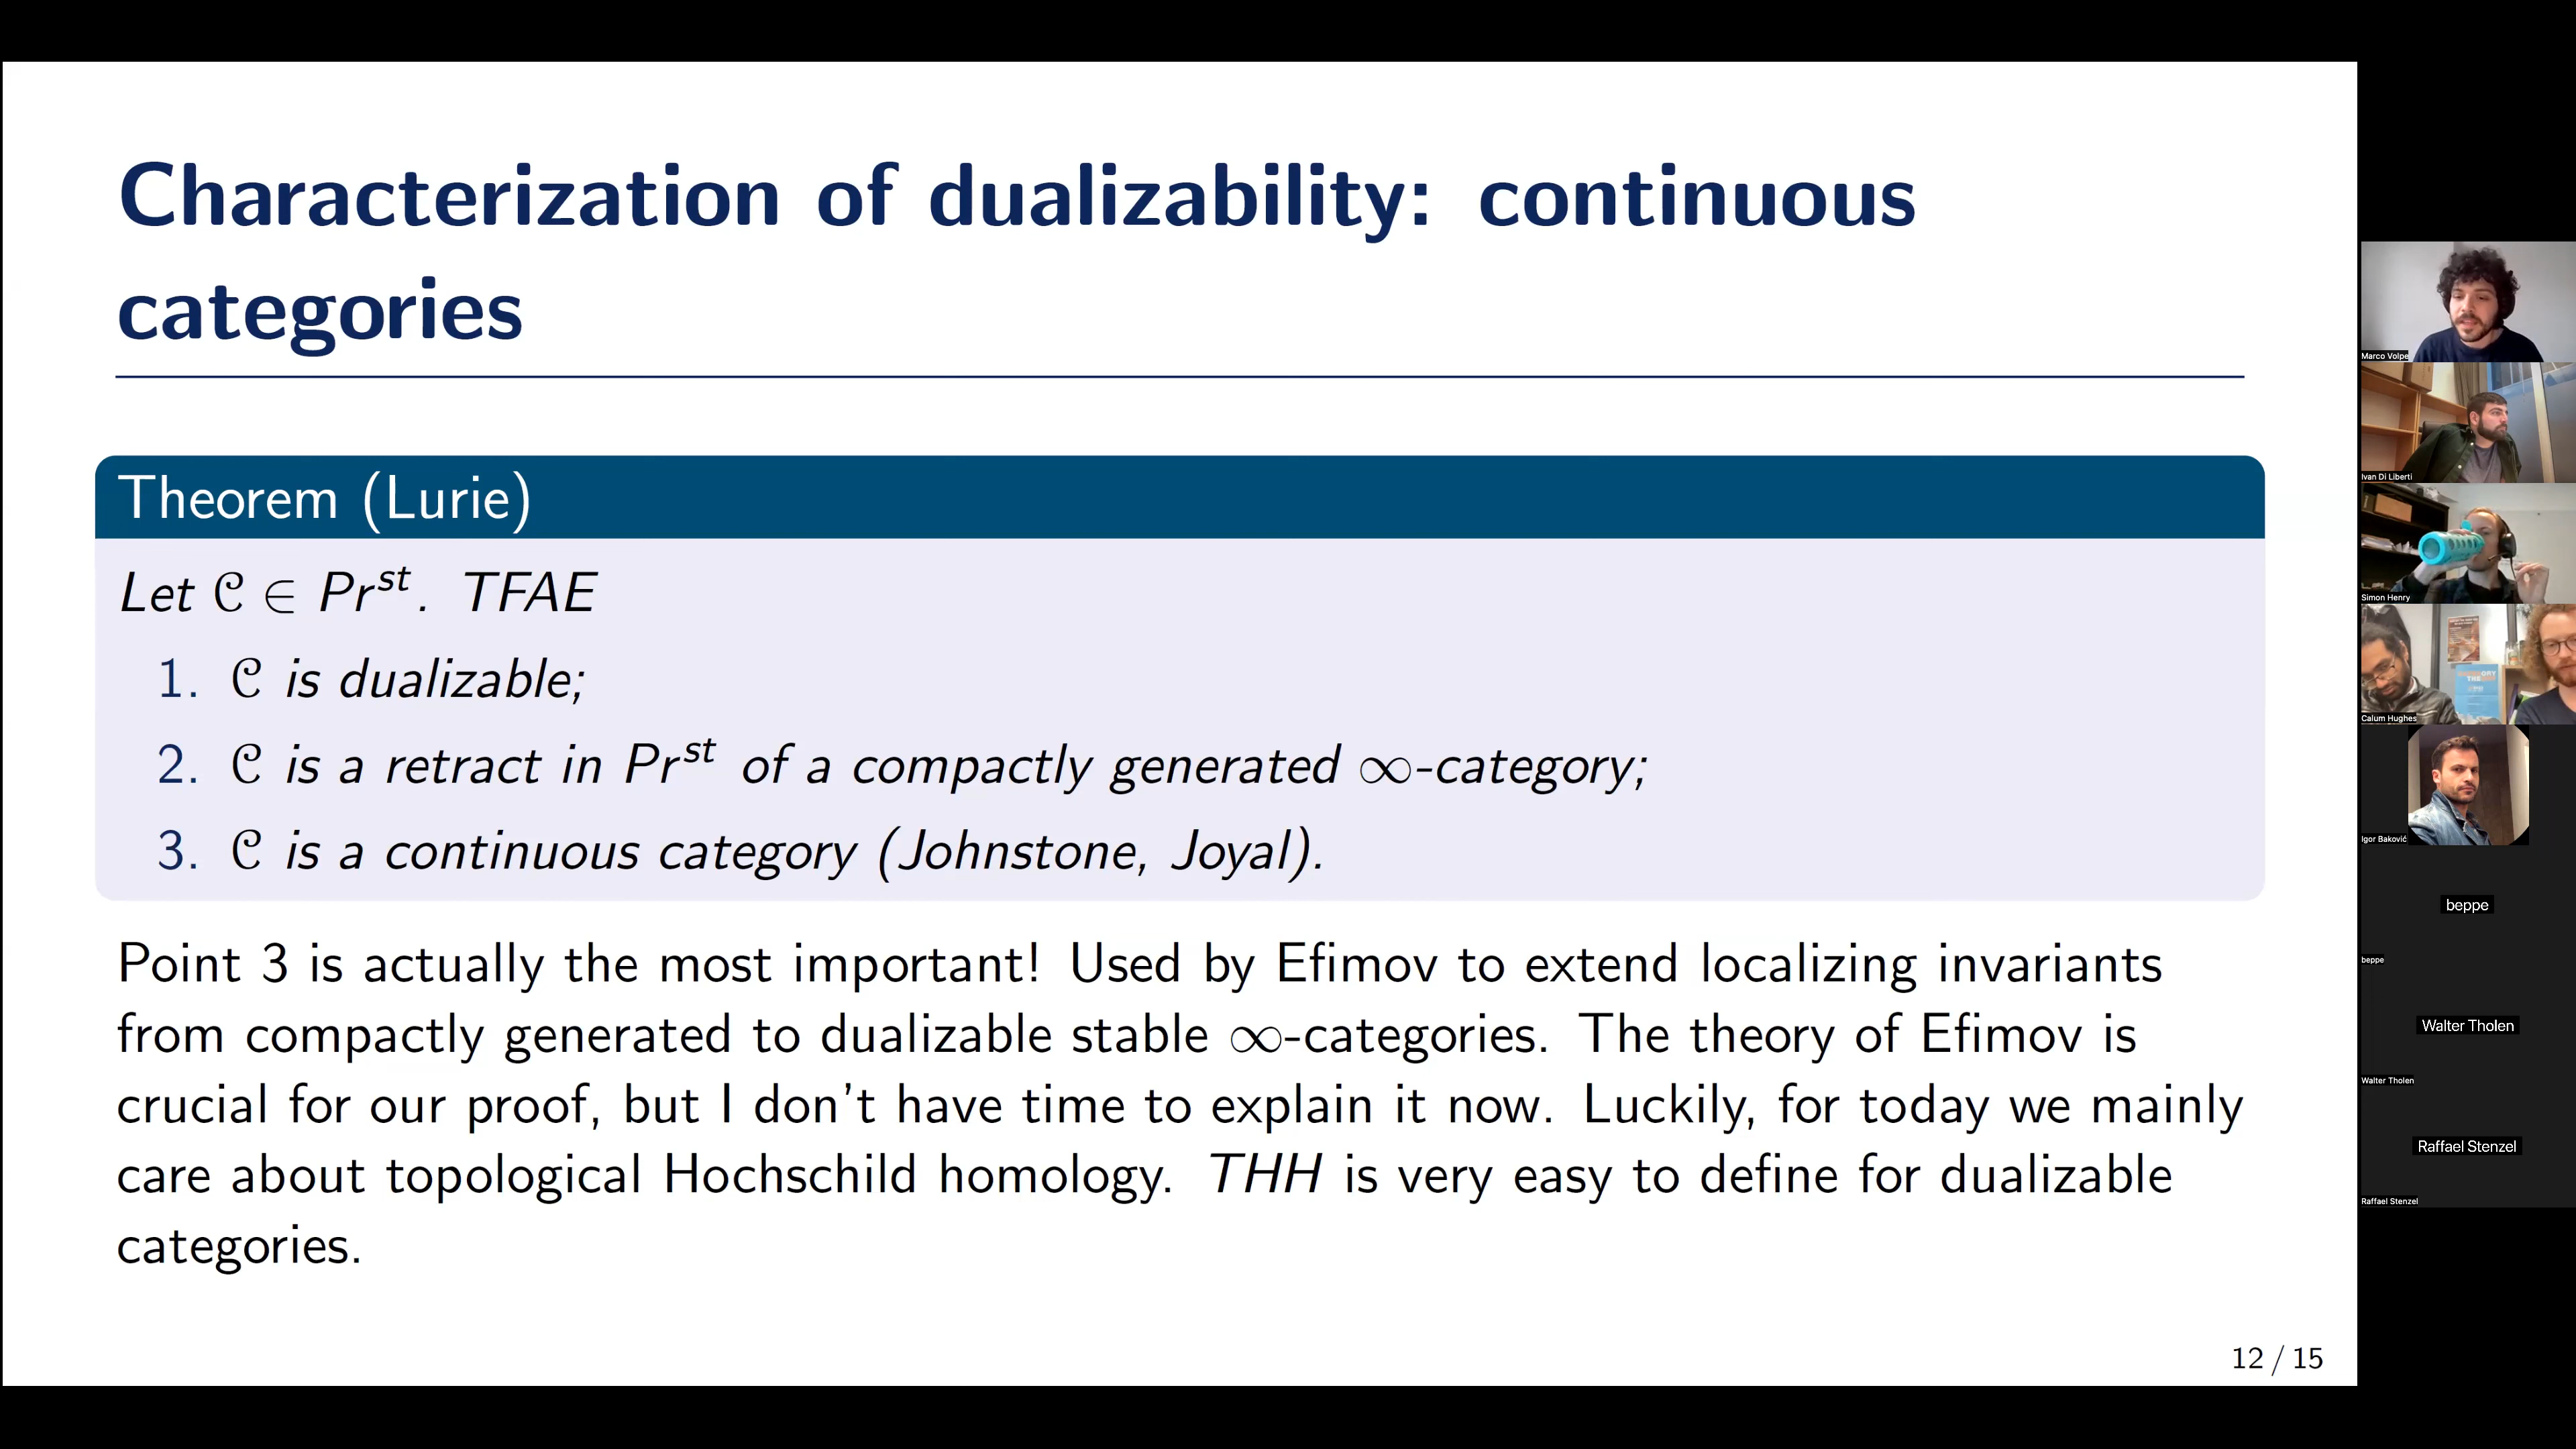 Characterization of dualizability: continuous
categories
Theorem (Lurie)
Let 𝒞 ∈ Prˢᵗ. TFAE
1. 𝒞 is dualizable;
2. 𝒞 is a retract in Prˢᵗ of a compactly generated ∞-category;
3. 𝒞 is a continuous category (Johnstone, Joyal).
Point 3 is actually the most important! Used by Efimov to extend localizing invariants
from compactly generated to dualizable stable ∞-categories. The theory of Efimov is
crucial for our proof, but I don't have time to explain it now. Luckily, for today we mainly
care about topological Hochschild homology. THH is very easy to define for dualizable
categories.
12 / 15
Marco Volpe
Ivan Di Liberti
Simon Henry
Calum Hughes
Igor Baković
beppe
beppe
Walter Tholen
Walter Tholen
Raffael Stenzel
Raffael Stenzel